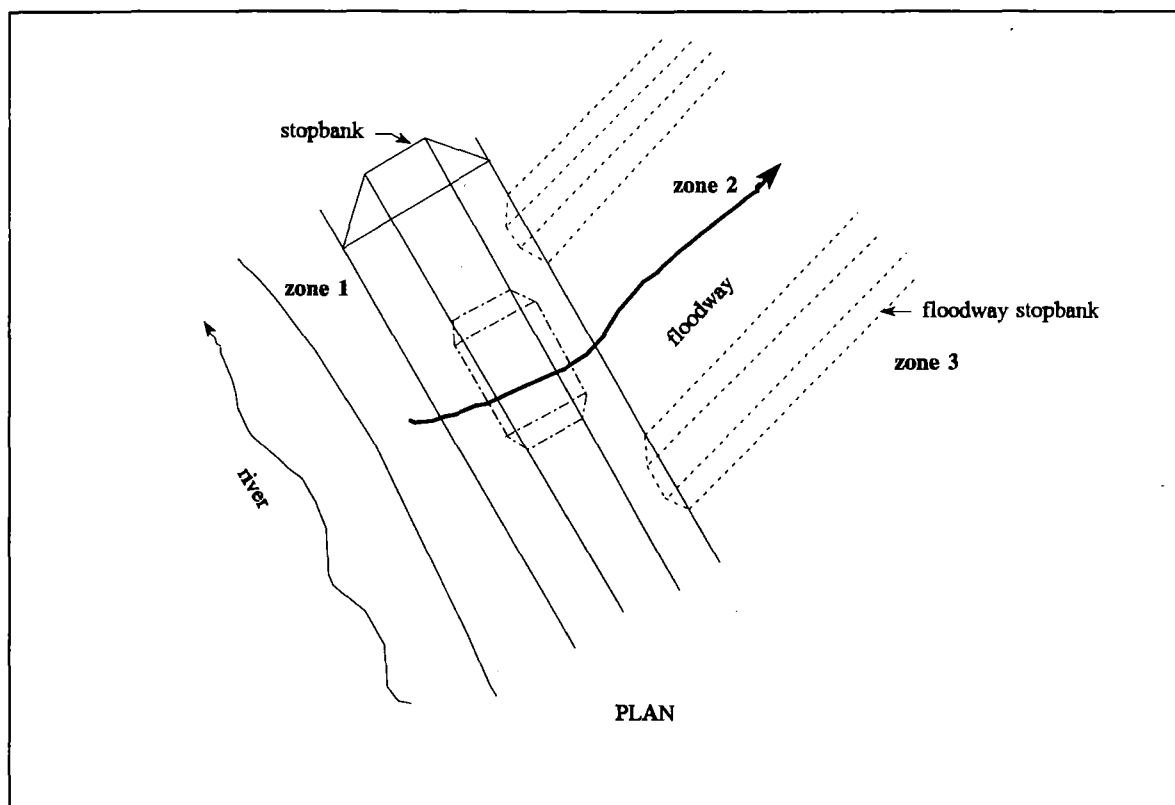 stopbank
zone 2
zone 1
floodway
floodway stopbank
zone 3
river
PLAN